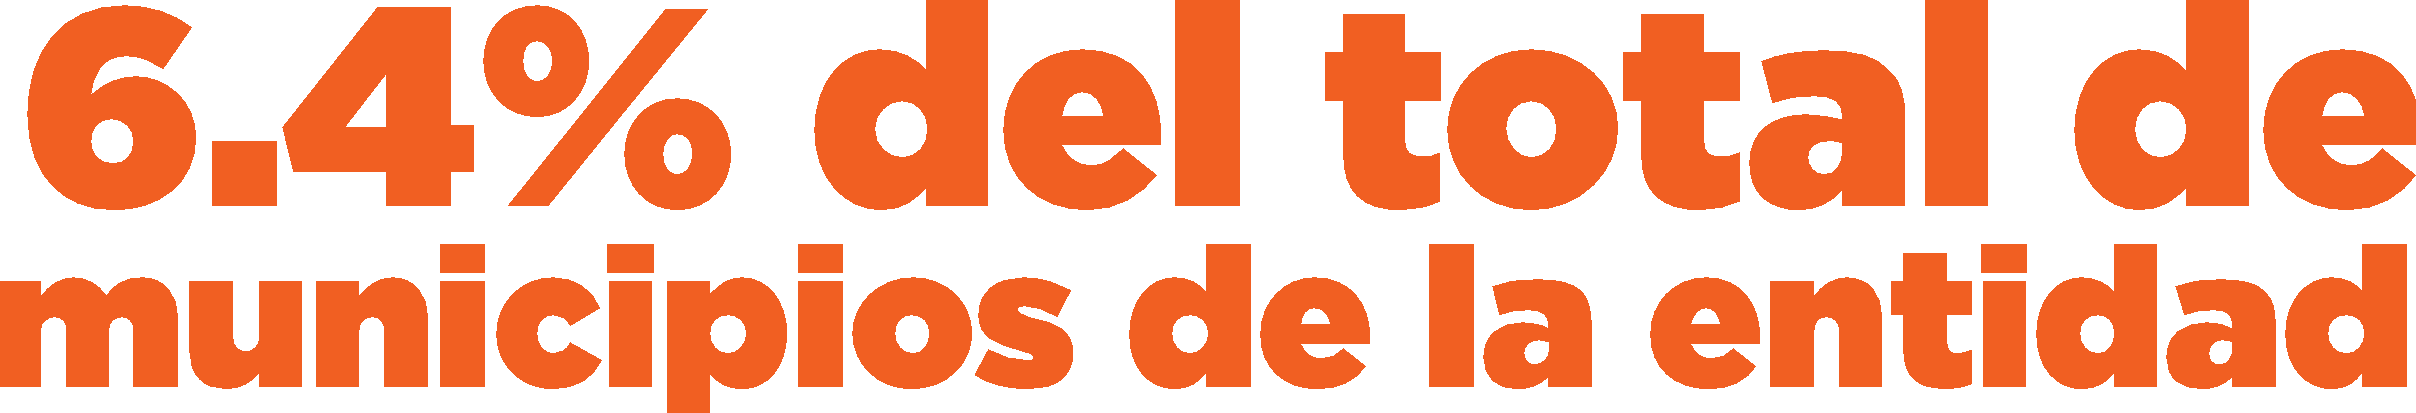 6.4% del total de
municipios de la entidad